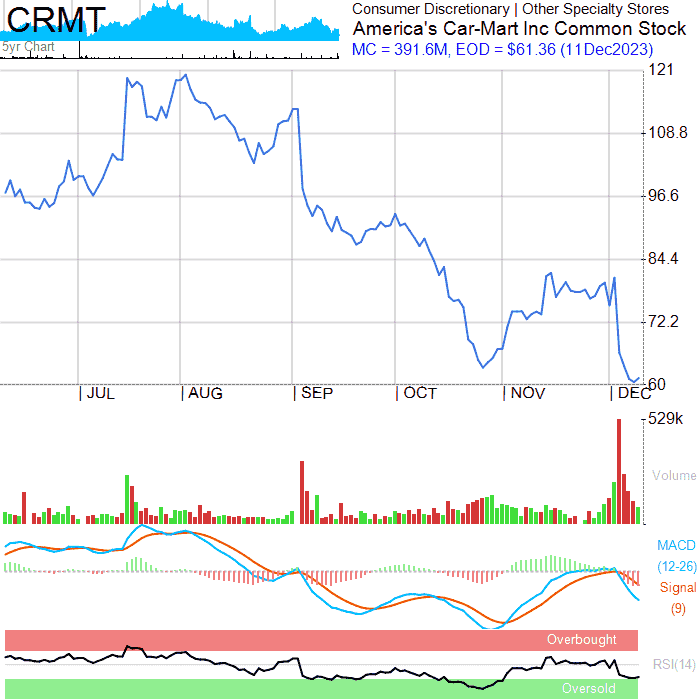 CRMT
5yr Chart
Consumer Discretionary | Other Specialty Stores
America's Car-Mart Inc Common Stock
MC = 391.6M, EOD = $61.36 (11Dec2023)
121
108.8
96.6
84.4
72.2
60
JUL
AUG
SEP
OCT
NOV
DEC
529k
Volume
MACD
(12-26)
Signal
(9)
Overbought
RSI(14)
Oversold